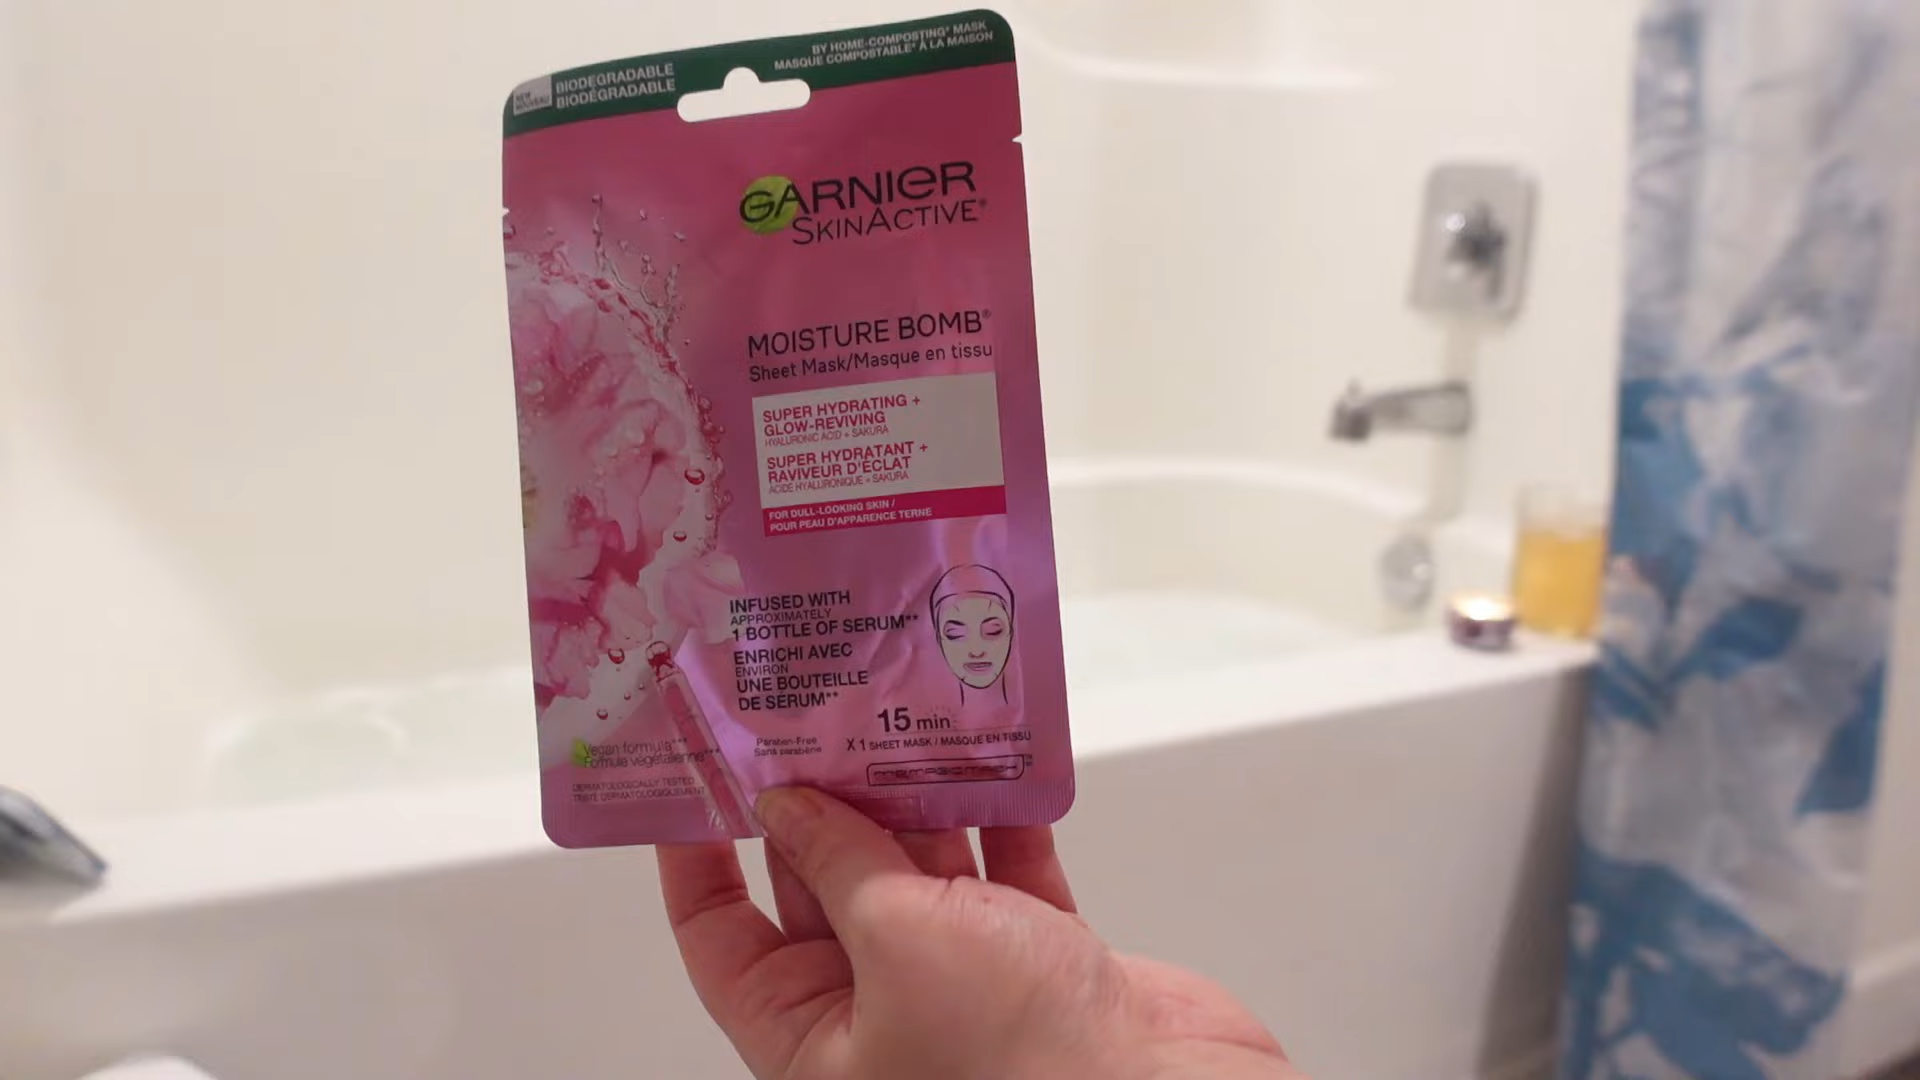 NEW
NOUVEAU
BIODEGRADABLE
BIODÉGRADABLE
BY HOME-COMPOSTING* MASK
MASQUE COMPOSTABLE* À LA MAISON
GARNIER
SKINACTIVE®
MOISTURE BOMB®
Sheet Mask/Masque en tissu
SUPER HYDRATING +
GLOW-REVIVING
HYALURONIC ACID + SAKURA
SUPER HYDRATANT +
RAVIVEUR D'ÉCLAT
ACIDE HYALURONIQUE + SAKURA
FOR DULL-LOOKING SKIN /
POUR PEAU D'APPARENCE TERNE
INFUSED WITH
APPROXIMATELY
1 BOTTLE OF SERUM**
ENRICHI AVEC
ENVIRON
UNE BOUTEILLE
DE SÉRUM**
15 min
X 1 SHEET MASK / MASQUE EN TISSU
Vegan formula***
Formule végétalienne***
Paraben-Free
Sans parabène
DERMATOLOGICALLY TESTED
TESTÉ DERMATOLOGIQUEMENT